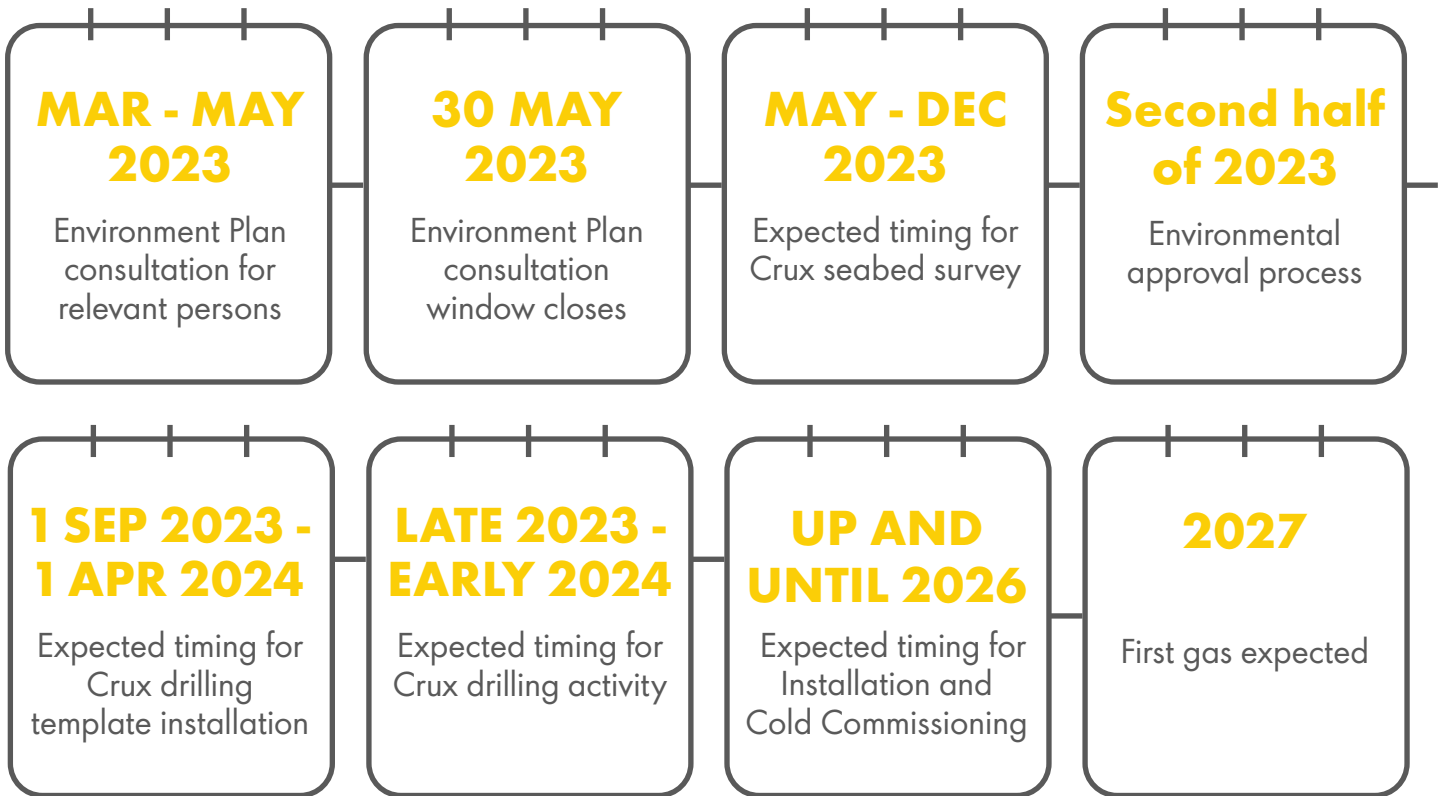 MAR - MAY
2023
Environment Plan
consultation for
relevant persons
30 MAY
2023
Environment Plan
consultation
window closes
MAY - DEC
2023
Expected timing for
Crux seabed survey
Second half
of 2023
Environmental
approval process
1 SEP 2023 -
1 APR 2024
Expected timing for
Crux drilling
template installation
LATE 2023 -
EARLY 2024
Expected timing for
Crux drilling activity
UP AND
UNTIL 2026
Expected timing for
Installation and
Cold Commissioning
2027
First gas expected